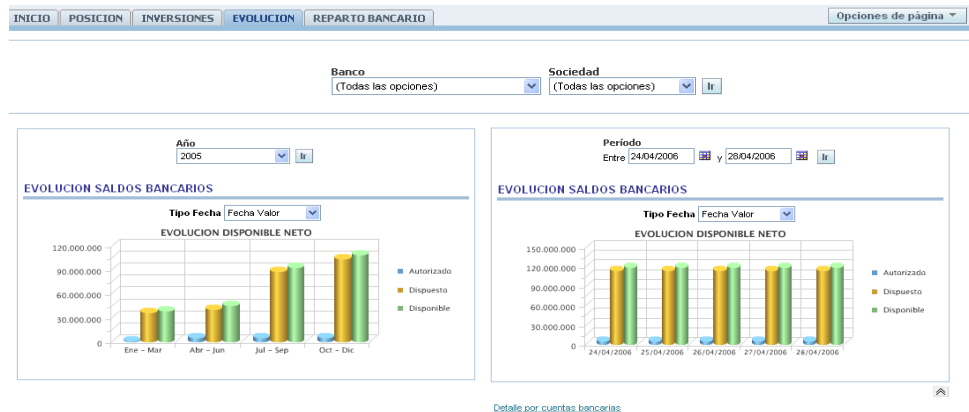 INICIO POSICION INVERSIONES EVOLUCION REPARTO BANCARIO Opciones de página
Banco Sociedad
(Todas las opciones) (Todas las opciones) Ir
Año
2005 Ir
EVOLUCION SALDOS BANCARIOS
Tipo Fecha Fecha Valor
EVOLUCION DISPONIBLE NETO
120.000.000
90.000.000
60.000.000
30.000.000
0
Ene - Mar Abr - Jun Jul - Sep Oct - Dic
Autorizado
Dispuesto
Disponible
Período
Entre 24/04/2006 y 28/04/2006 Ir
EVOLUCION SALDOS BANCARIOS
Tipo Fecha Fecha Valor
EVOLUCION DISPONIBLE NETO
150.000.000
120.000.000
90.000.000
60.000.000
30.000.000
0
24/04/2006 25/04/2006 26/04/2006 27/04/2006 28/04/2006
Autorizado
Dispuesto
Disponible
Detalle por cuentas bancarias